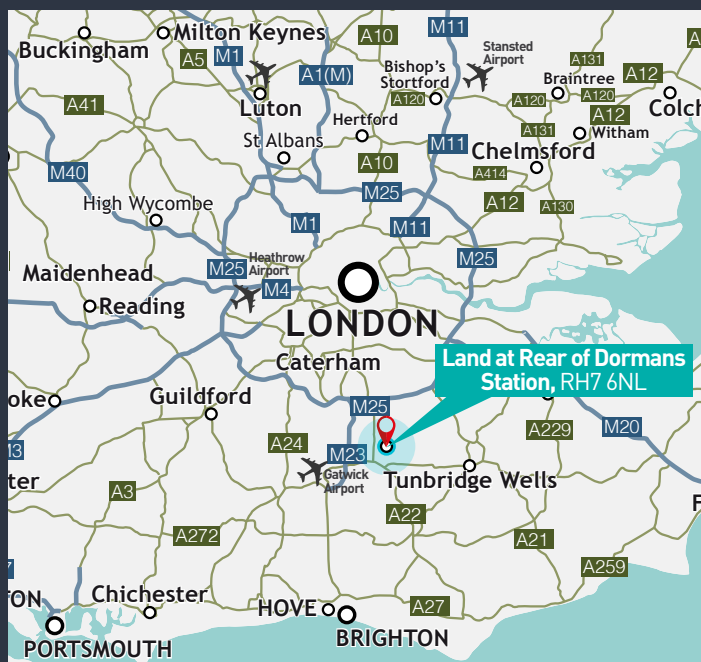 M11
Milton Keynes
A10
Buckingham
A5
M1
Stansted
Airport
A131
A1(M)
Bishop's
Stortford
A12
Braintree
A120
A120
A120
A41
Luton
Colch
A12
Hertford
A131
Witham
St Albans
M11
Chelmsford
A10
M40
A414
M25
High Wycombe
A12
A130
M1
M11
Heathrow
Airport
M25
M25
Maidenhead
M4
Reading
LONDON
Land at Rear of Dormans
Station, RH7 6NL
Caterham
oke
Guildford
M25
A229
M20
A24
M23
ter
Gatwick
Airport
Tunbridge Wells
A3
A22
A272
A21
A259
Chichester
ON
HOVE
A27
BRIGHTON
PORTSMOUTH